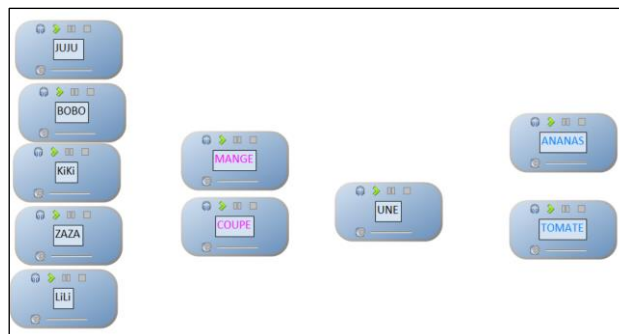 JUJU
BOBO
KiKi
ZAZA
LiLi
MANGE
COUPE
UNE
ANANAS
TOMATE